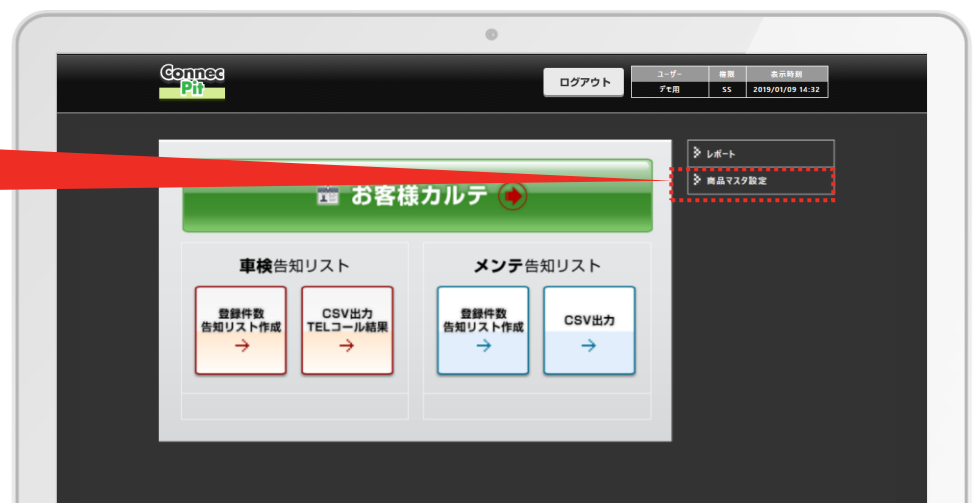 Connec
Pit
ログアウト
ユーザー 権限 表示時刻
デモ用 SS 2019/01/09 14:32
レポート
商品マスタ設定
お客様カルテ
車検告知リスト
メンテ告知リスト
登録件数
告知リスト作成
CSV出力
TELコール結果
登録件数
告知リスト作成
CSV出力